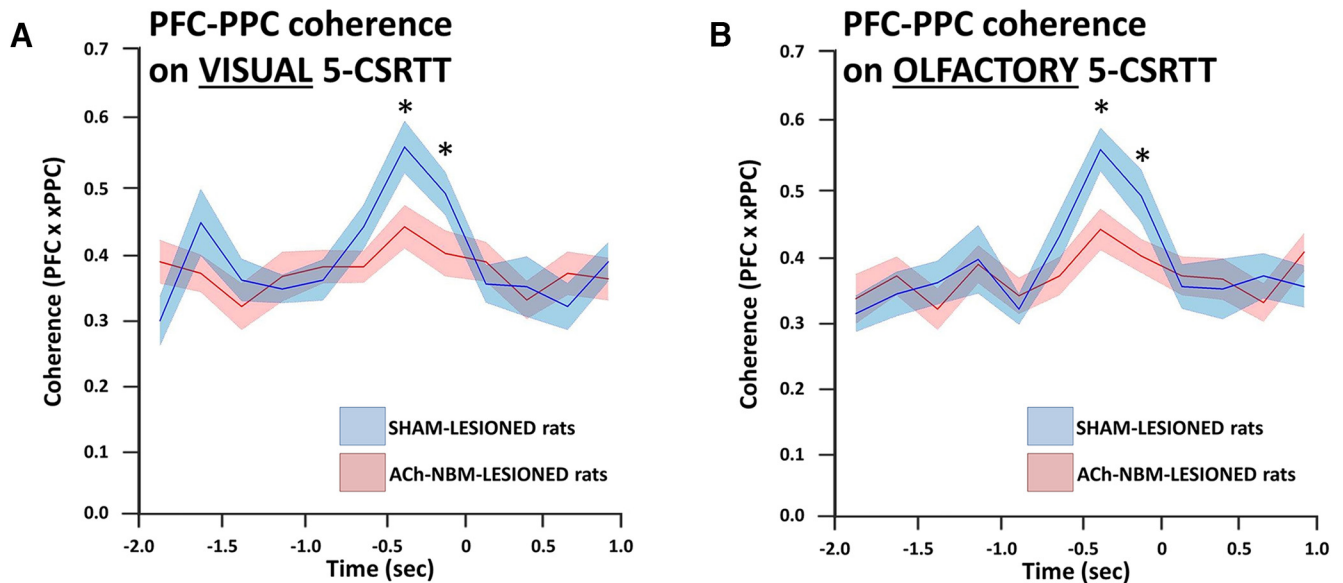 A
PFC-PPC coherence
on VISUAL 5-CSRTT
Coherence (PFC x xPPC)
0.7
0.6
0.5
0.4
0.3
0.2
0.1
0.0
*
*
SHAM-LESIONED rats
ACh-NBM-LESIONED rats
-2.0 -1.5 -1.0 -0.5 0 0.5 1.0
Time (sec)
B
PFC-PPC coherence
on OLFACTORY 5-CSRTT
Coherence (PFC x xPPC)
0.7
0.6
0.5
0.4
0.3
0.2
0.1
0.0
*
*
SHAM-LESIONED rats
ACh-NBM-LESIONED rats
-2.0 -1.5 -1.0 -0.5 0 0.5 1.0
Time (sec)